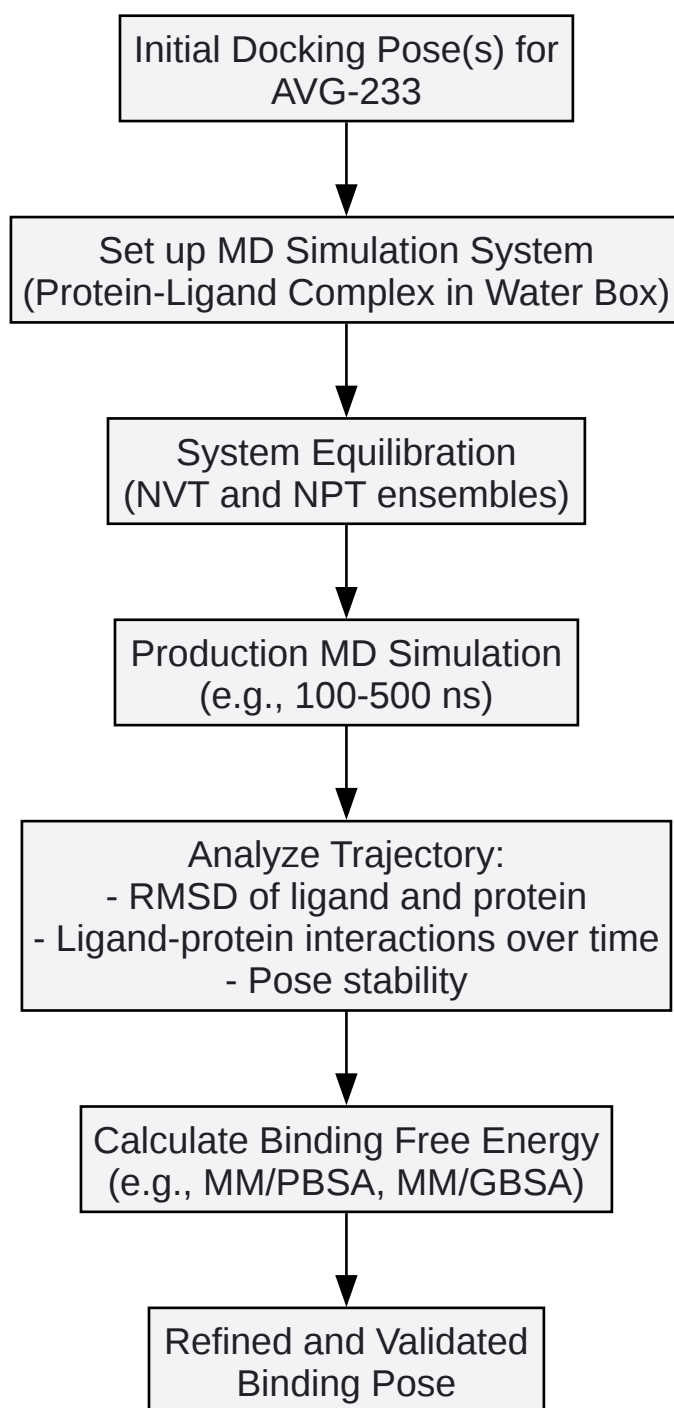 Initial Docking Pose(s) for
AVG-233
Set up MD Simulation System
(Protein-Ligand Complex in Water Box)
System Equilibration
(NVT and NPT ensembles)
Production MD Simulation
(e.g., 100-500 ns)
Analyze Trajectory:
- RMSD of ligand and protein
- Ligand-protein interactions over time
- Pose stability
Calculate Binding Free Energy
(e.g., MM/PBSA, MM/GBSA)
Refined and Validated
Binding Pose